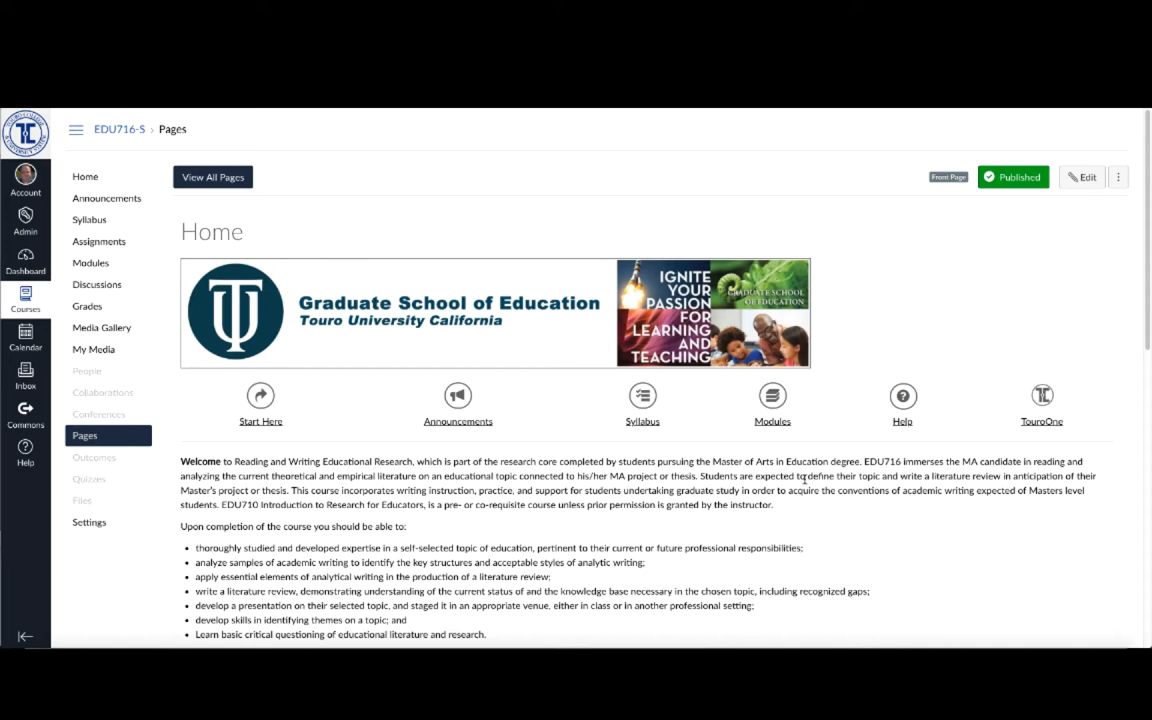 TOURO COLLEGE
& UNIVERSITY SYSTEM
EDU716-S › Pages
Account
Admin
Dashboard
Courses
Calendar
Inbox
Commons
Help
Home
Announcements
Syllabus
Assignments
Modules
Discussions
Grades
Media Gallery
My Media
People
Collaborations
Conferences
Pages
Outcomes
Quizzes
Files
Settings
View All Pages
Front Page
Published
Edit
Home
Graduate School of Education
Touro University California
IGNITE
YOUR
PASSION
FOR
LEARNING
AND
TEACHING
GRADUATE SCHOOL
OF EDUCATION
Start Here
Announcements
Syllabus
Modules
Help
TouroOne
Welcome to Reading and Writing Educational Research, which is part of the research core completed by students pursuing the Master of Arts in Education degree. EDU716 immerses the MA candidate in reading and
analyzing the current theoretical and empirical literature on an educational topic connected to his/her MA project or thesis. Students are expected to define their topic and write a literature review in anticipation of their
Master's project or thesis. This course incorporates writing instruction, practice, and support for students undertaking graduate study in order to acquire the conventions of academic writing expected of Masters level
students. EDU710 Introduction to Research for Educators, is a pre- or co-requisite course unless prior permission is granted by the instructor.
Upon completion of the course you should be able to:
• thoroughly studied and developed expertise in a self-selected topic of education, pertinent to their current or future professional responsibilities;
• analyze samples of academic writing to identify the key structures and acceptable styles of analytic writing;
• apply essential elements of analytical writing in the production of a literature review;
• write a literature review, demonstrating understanding of the current status of and the knowledge base necessary in the chosen topic, including recognized gaps;
• develop a presentation on their selected topic, and staged it in an appropriate venue, either in class or in another professional setting;
• develop skills in identifying themes on a topic; and
• Learn basic critical questioning of educational literature and research.